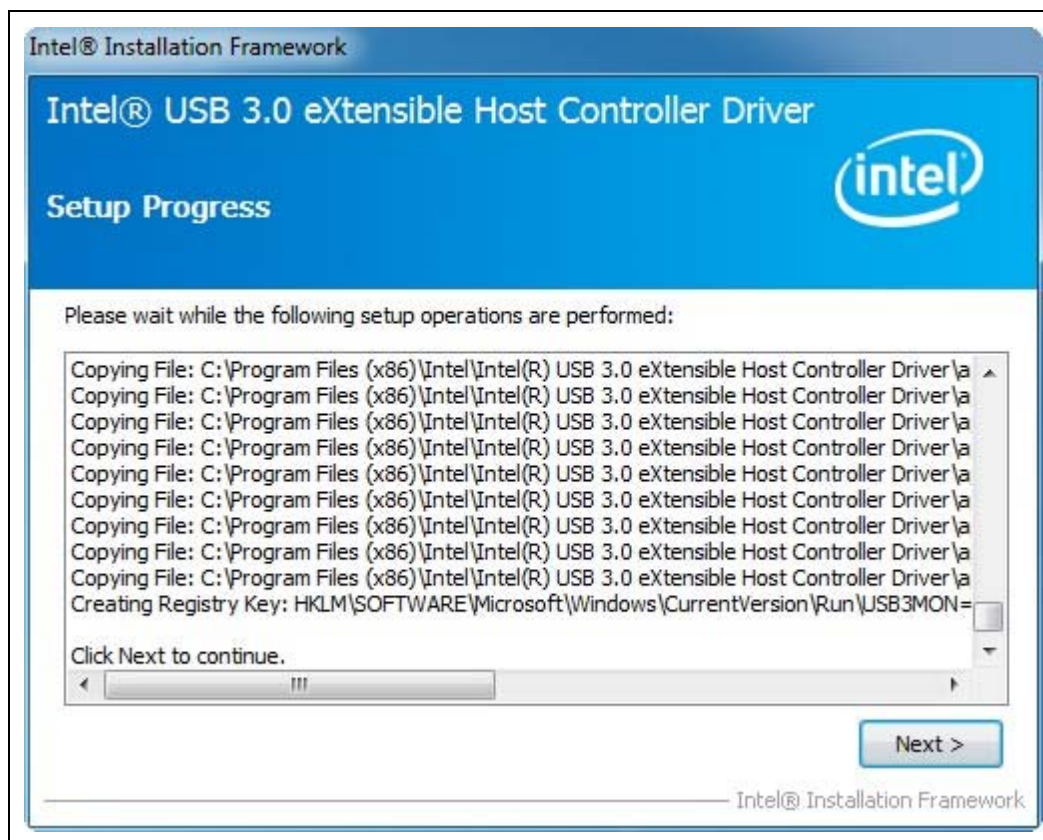 Intel® Installation Framework
Intel® USB 3.0 eXtensible Host Controller Driver
intel
Setup Progress
Please wait while the following setup operations are performed:
Copying File: C:\Program Files (x86)\Intel\Intel(R) USB 3.0 eXtensible Host Controller Driver\a
Copying File: C:\Program Files (x86)\Intel\Intel(R) USB 3.0 eXtensible Host Controller Driver\a
Copying File: C:\Program Files (x86)\Intel\Intel(R) USB 3.0 eXtensible Host Controller Driver\a
Copying File: C:\Program Files (x86)\Intel\Intel(R) USB 3.0 eXtensible Host Controller Driver\a
Copying File: C:\Program Files (x86)\Intel\Intel(R) USB 3.0 eXtensible Host Controller Driver\a
Copying File: C:\Program Files (x86)\Intel\Intel(R) USB 3.0 eXtensible Host Controller Driver\a
Copying File: C:\Program Files (x86)\Intel\Intel(R) USB 3.0 eXtensible Host Controller Driver\a
Copying File: C:\Program Files (x86)\Intel\Intel(R) USB 3.0 eXtensible Host Controller Driver\a
Copying File: C:\Program Files (x86)\Intel\Intel(R) USB 3.0 eXtensible Host Controller Driver\a
Creating Registry Key: HKLM\SOFTWARE\Microsoft\Windows\CurrentVersion\Run\USB3MON=
Click Next to continue.
Next >
Intel® Installation Framework